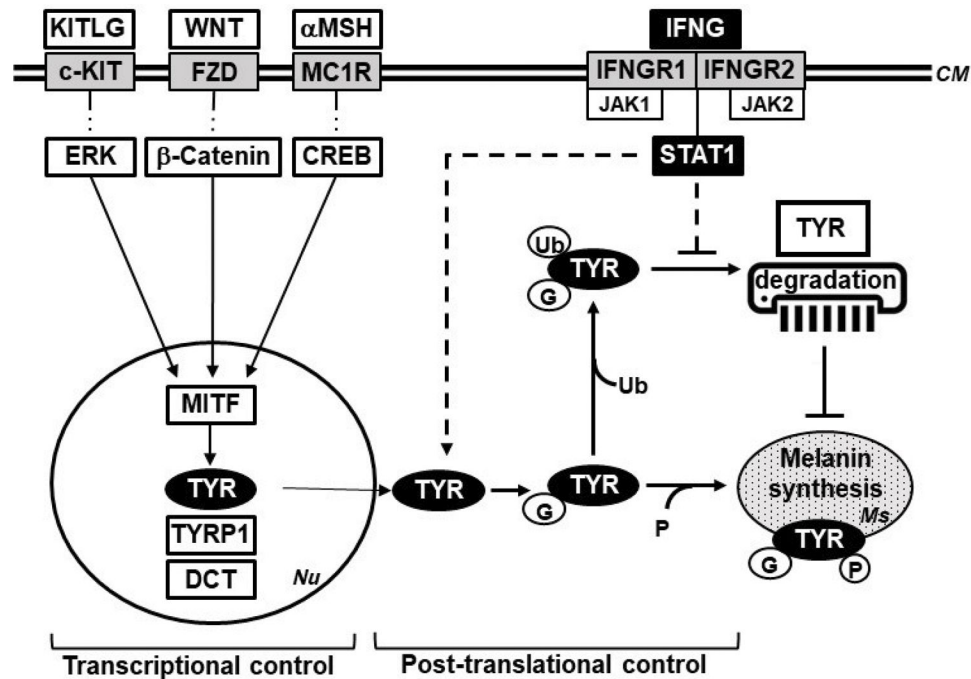 KITLG
WNT
αMSH
IFNG
c-KIT
FZD
MC1R
IFNGR1
IFNGR2
CM
JAK1
JAK2
ERK
β-Catenin
CREB
STAT1
TYR
Ub
TYR
G
degradation
Ub
MITF
TYR
TYR
TYR
G
P
Melanin
synthesis
Ms
TYR
G
P
TYRP1
DCT
Nu
Transcriptional control
Post-translational control